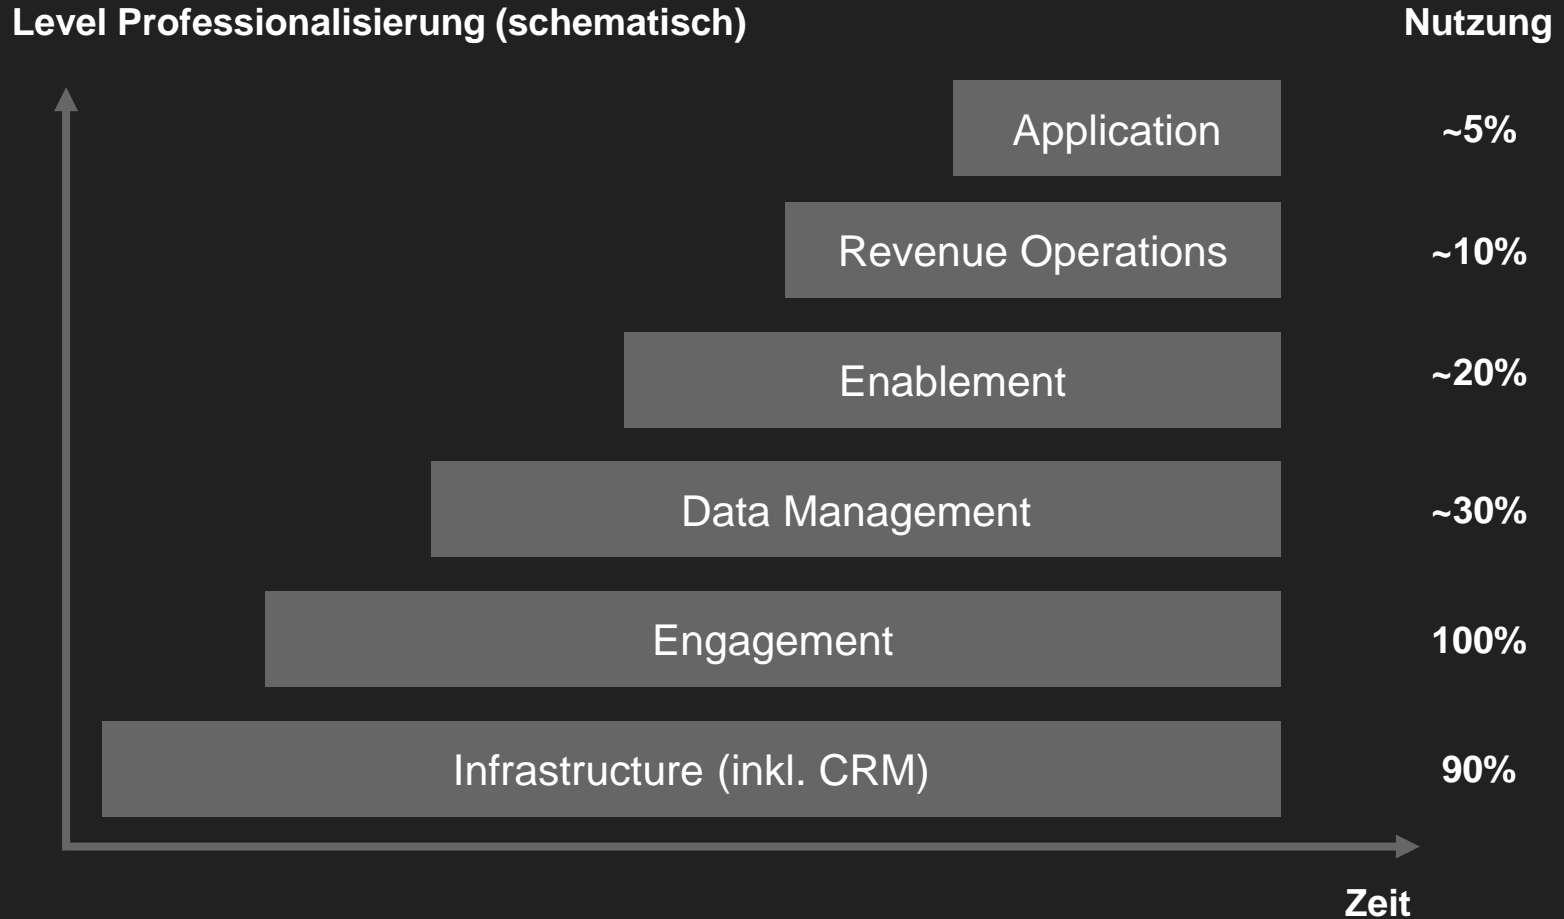 Level Professionalisierung (schematisch)
Nutzung
Application
~5%
Revenue Operations
~10%
Enablement
~20%
Data Management
~30%
Engagement
100%
Infrastructure (inkl. CRM)
90%
Zeit